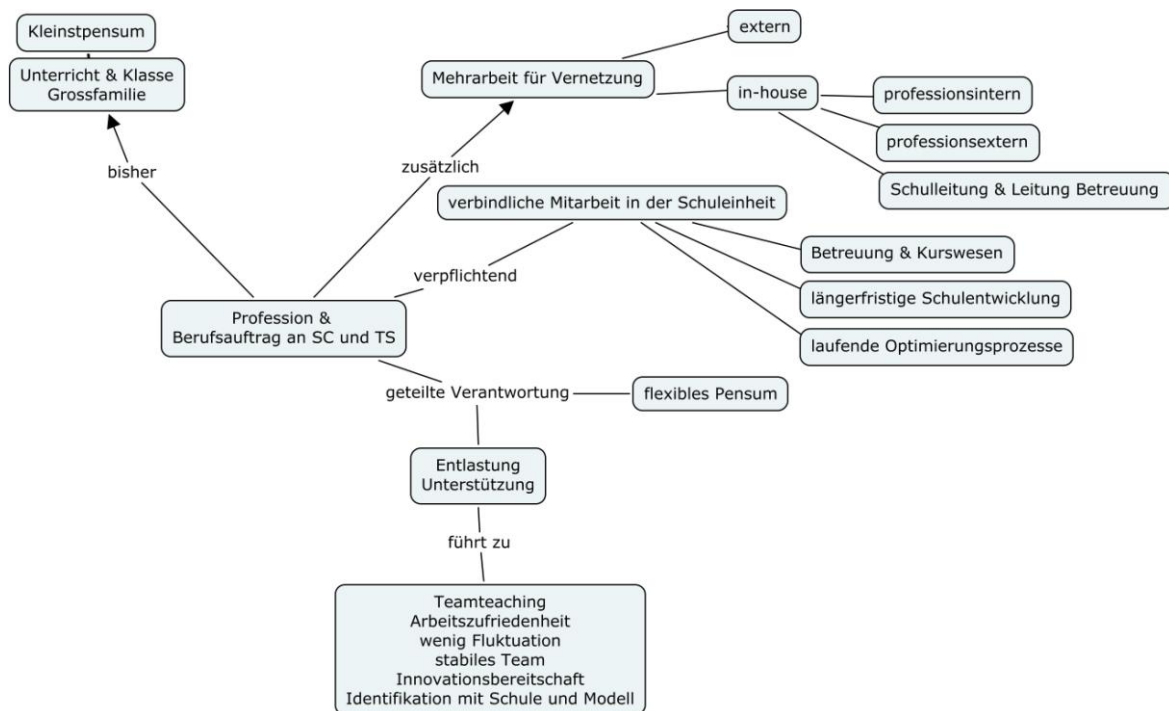 Kleinstpensum
Unterricht & Klasse
Grossfamilie
bisher
extern
Mehrarbeit für Vernetzung
in-house
professionsintern
professionsextern
Schulleitung & Leitung Betreuung
zusätzlich
verbindliche Mitarbeit in der Schuleinheit
Betreuung & Kurswesen
längerfristige Schulentwicklung
laufende Optimierungsprozesse
verpflichtend
Profession &
Berufsauftrag an SC und TS
geteilte Verantwortung
flexibles Pensum
Entlastung
Unterstützung
führt zu
Teamteaching
Arbeitszufriedenheit
wenig Fluktuation
stabiles Team
Innovationsbereitschaft
Identifikation mit Schule und Modell